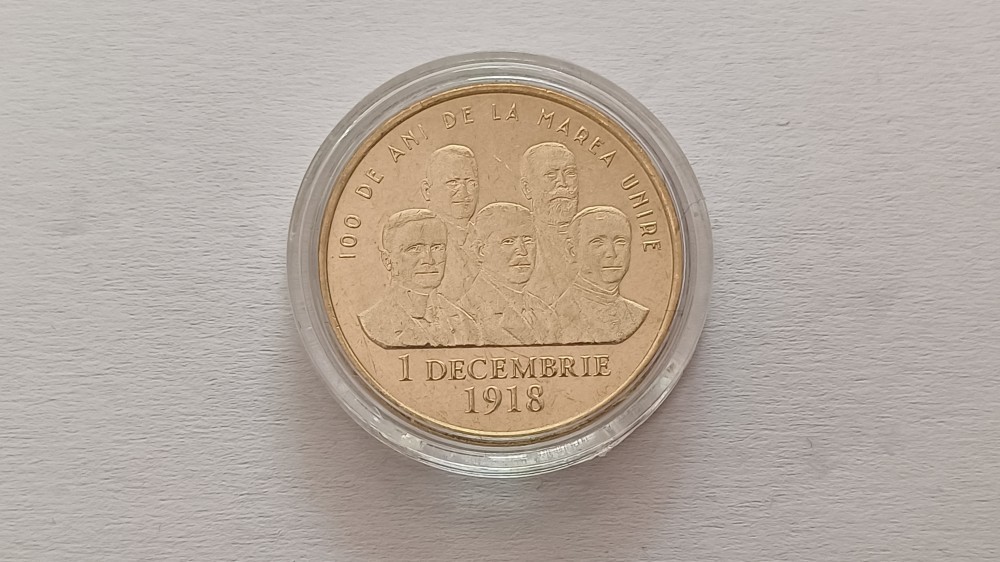 100 DE ANI DE LA MAREA UNIRE
1 DECEMBRIE
1918